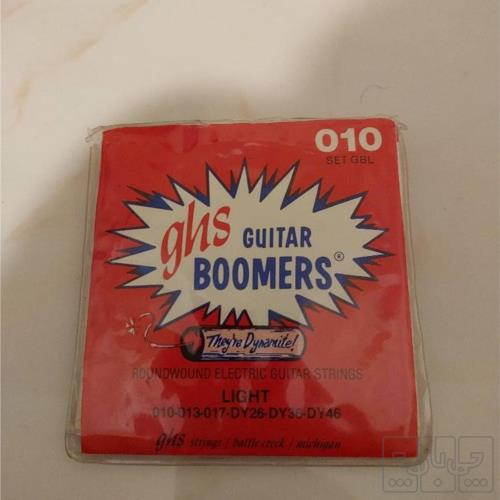 010
SET GBL
ghs GUITAR
BOOMERS®
They're Dynamite!
ROUNDWOUND ELECTRIC GUITAR STRINGS
LIGHT
010-013-017-DY26-DY36-DY46
ghs strings / battle creek / michigan